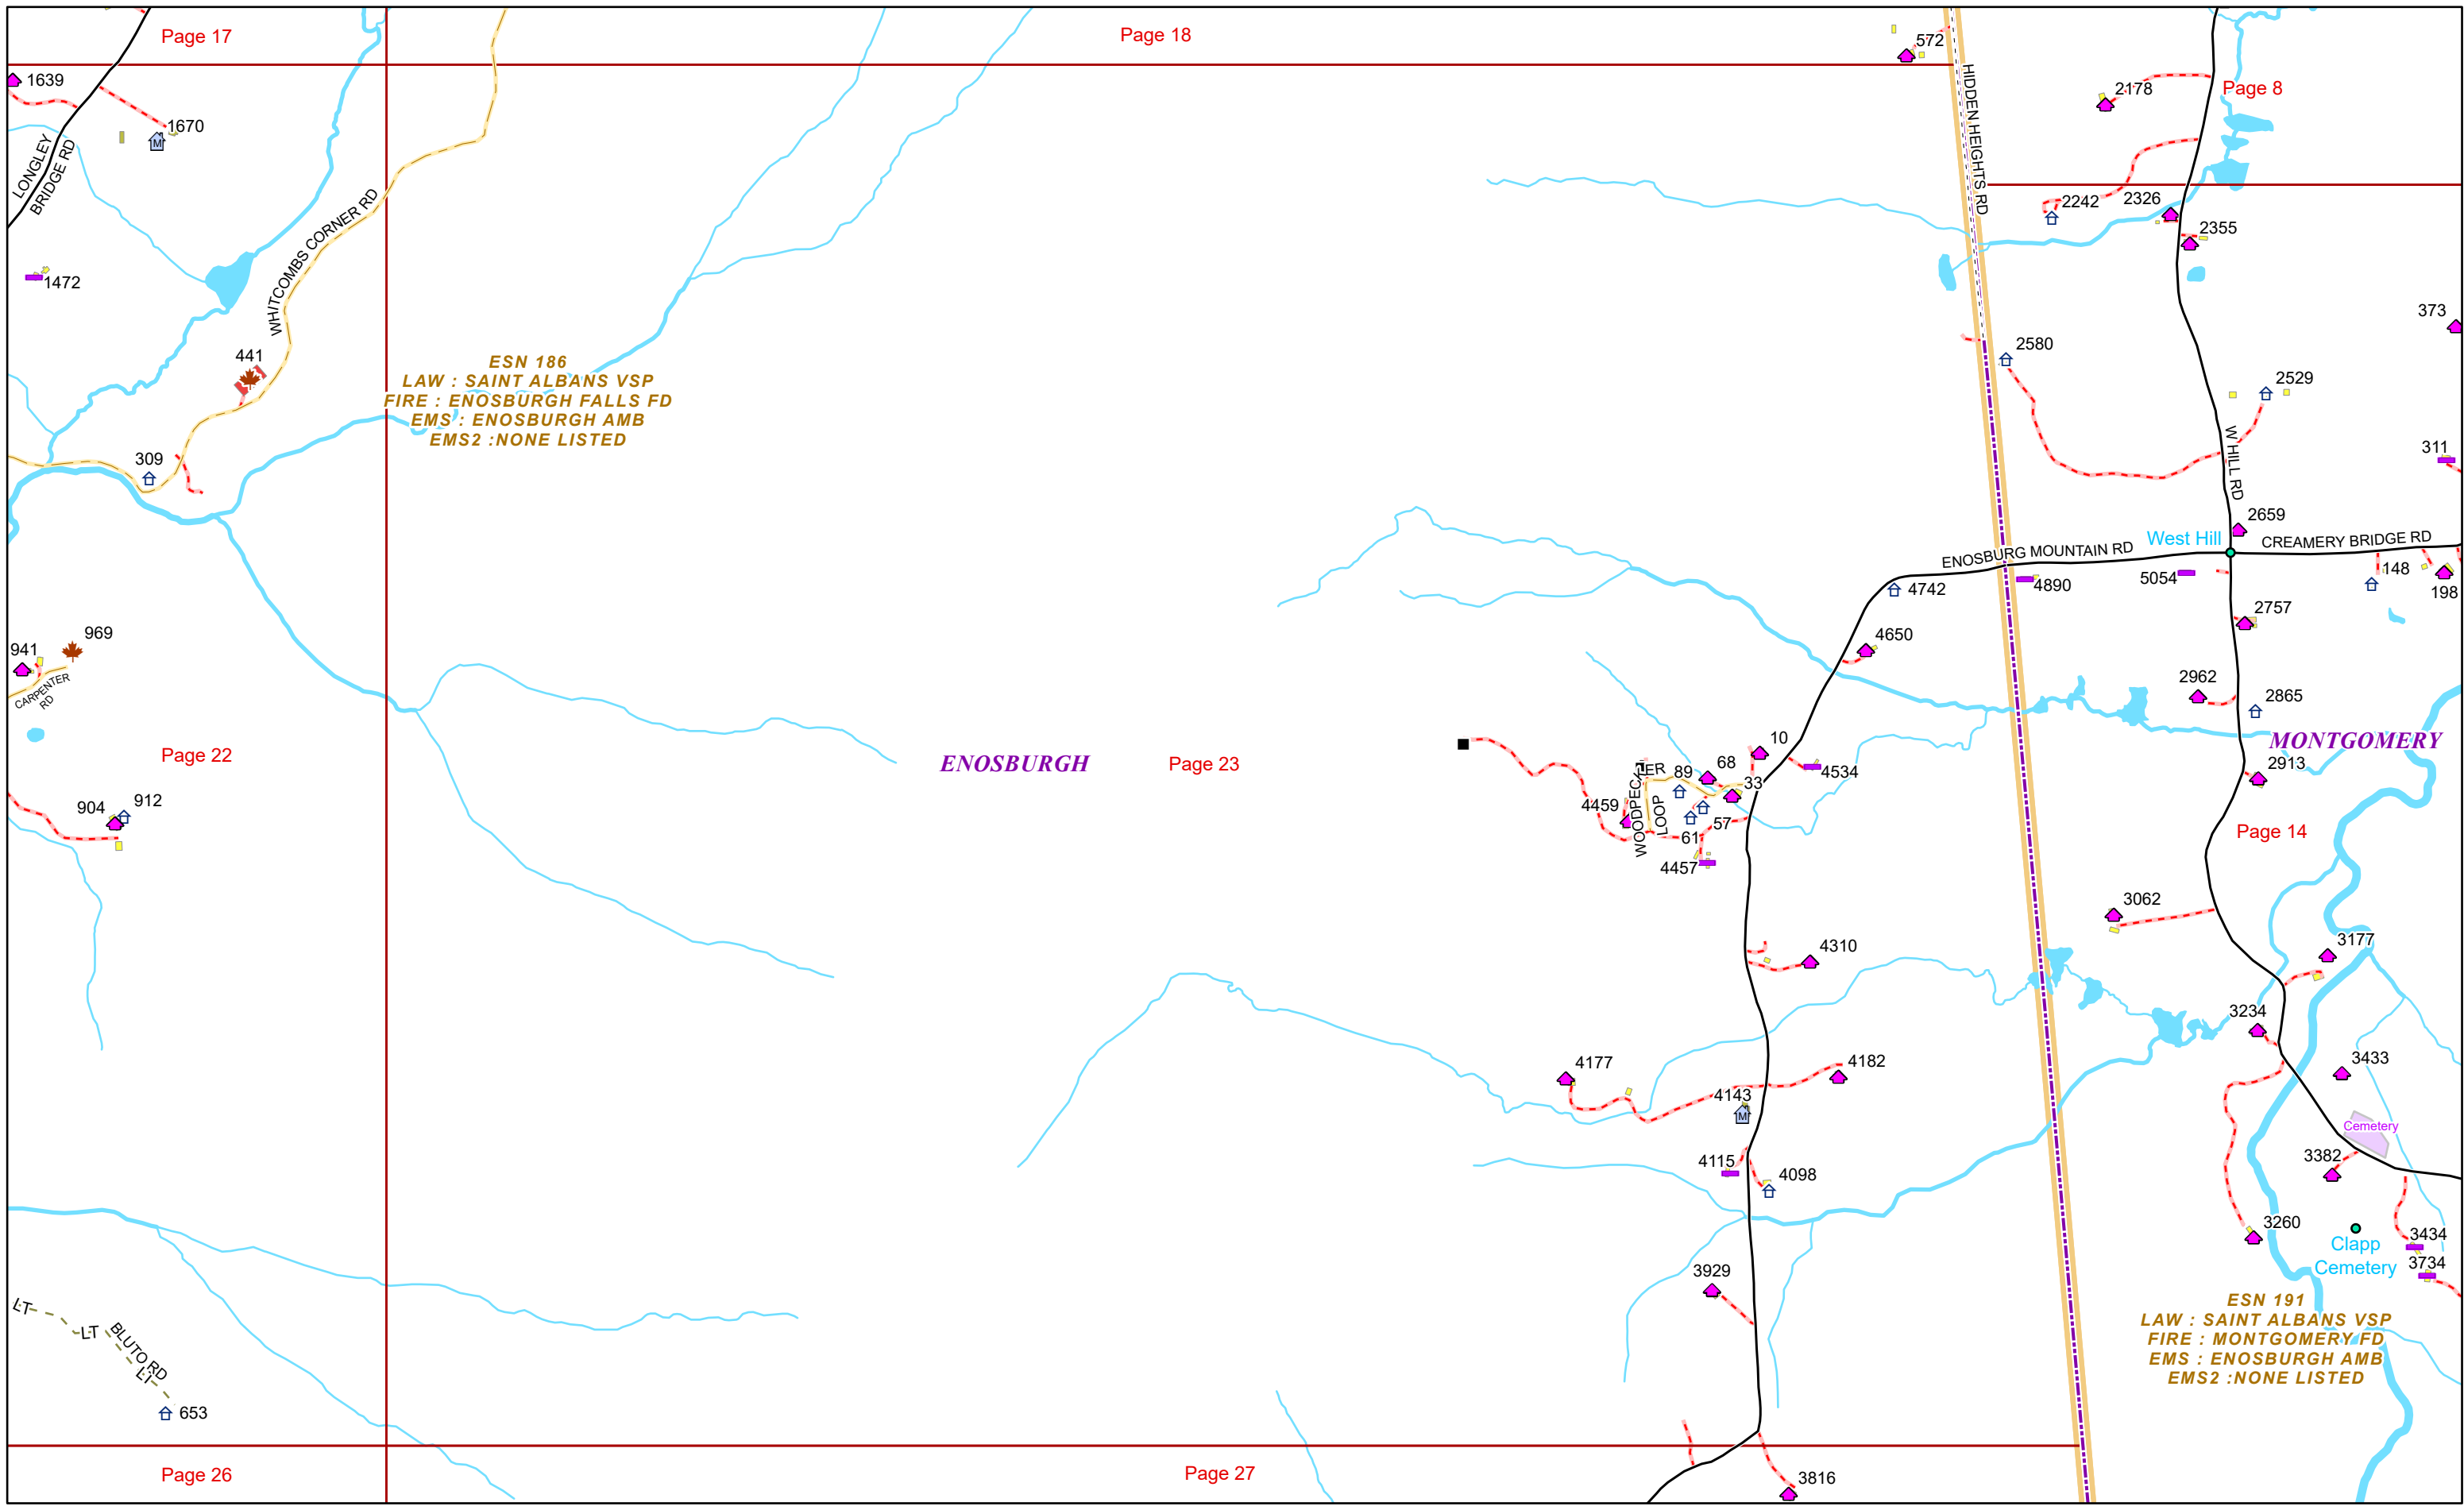 Page 17
Page 18
572
1639
HIDDEN HEIGHTS RD
2178
Page 8
1670
LONGLEY
BRIDGE RD
WHITCOMBS CORNER RD
2242
2326
2355
1472
373
441
2580
2529
ESN 186
LAW : SAINT ALBANS VSP
FIRE : ENOSBURGH FALLS FD
EMS : ENOSBURGH AMB
EMS2 :NONE LISTED
309
W HILL RD
311
2659
West Hill
CREAMERY BRIDGE RD
ENOSBURG MOUNTAIN RD
4742
4890
5054
148
198
2757
969
941
CARPENTER
RD
4650
2962
2865
Page 22
ENOSBURGH
Page 23
10
MONTGOMERY
68
89
33
4534
2913
904
912
4459
WOODPECKER
LOOP
57
61
4457
Page 14
3062
4310
3177
3234
4177
4182
3433
4143
M
Cemetery
4115
4098
3382
3260
3434
Clapp
Cemetery
3734
3929
ESN 191
LAW : SAINT ALBANS VSP
FIRE : MONTGOMERY FD
EMS : ENOSBURGH AMB
EMS2 :NONE LISTED
LT
LT
BLUTO RD
LT
653
Page 26
Page 27
3816